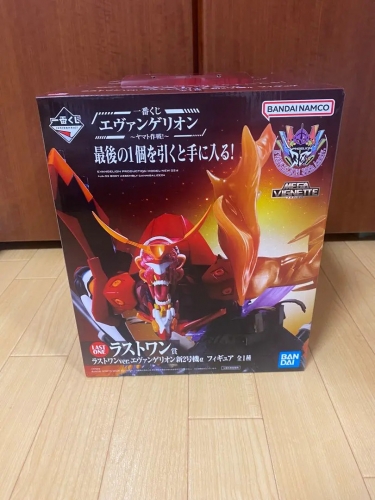 一番くじ
BANDAI NAMCO
一番くじ
エヴァンゲリオン
～ヤマト作戦!～
最後の1個を引くと手に入る!
MEGA
VIGNETTE
LAST
ONE
ラストワン賞
ラストワンver.エヴァンゲリオン新2号機α フィギュア 全1種
BAN
DAI